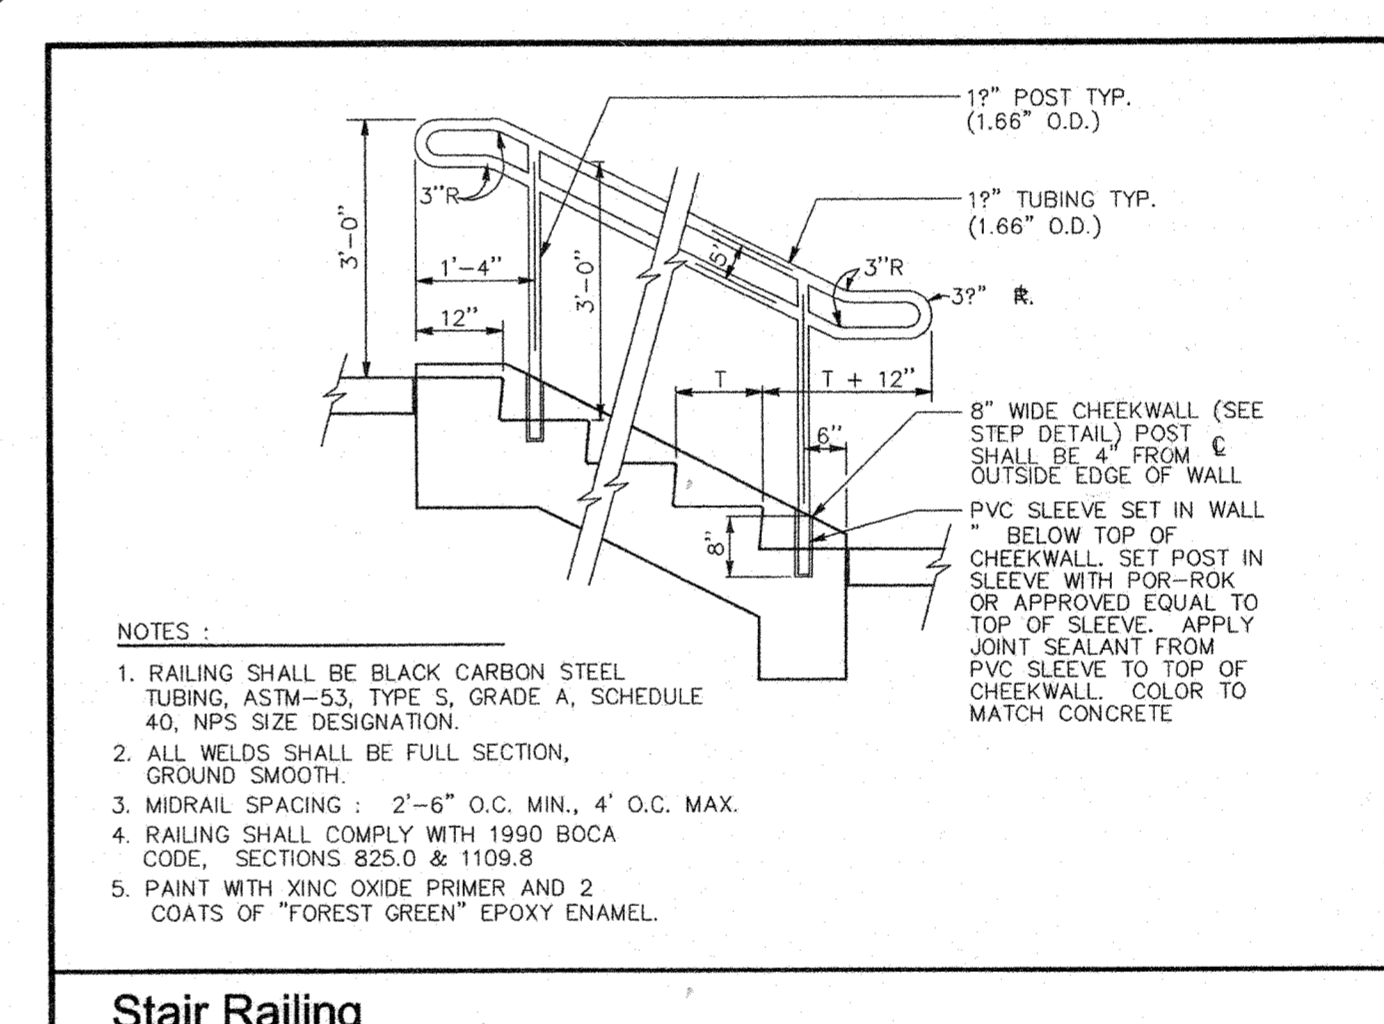 1?" POST TYP.
(1.66" O.D.)
1?" TUBING TYP.
(1.66" O.D.)
3'-0"
3"R
1'-4"
12"
3'-0"
5'
3"R
3?" R.
T
T + 12"
6"
8"
8" WIDE CHEEKWALL (SEE
STEP DETAIL) POST ℄
SHALL BE 4" FROM
OUTSIDE EDGE OF WALL
PVC SLEEVE SET IN WALL
" BELOW TOP OF
CHEEKWALL. SET POST IN
SLEEVE WITH POR-ROK
OR APPROVED EQUAL TO
TOP OF SLEEVE. APPLY
JOINT SEALANT FROM
PVC SLEEVE TO TOP OF
CHEEKWALL. COLOR TO
MATCH CONCRETE
NOTES :
1. RAILING SHALL BE BLACK CARBON STEEL
TUBING, ASTM-53, TYPE S, GRADE A, SCHEDULE
40, NPS SIZE DESIGNATION.
2. ALL WELDS SHALL BE FULL SECTION,
GROUND SMOOTH.
3. MIDRAIL SPACING : 2'-6" O.C. MIN., 4' O.C. MAX.
4. RAILING SHALL COMPLY WITH 1990 BOCA
CODE, SECTIONS 825.0 & 1109.8
5. PAINT WITH XINC OXIDE PRIMER AND 2
COATS OF "FOREST GREEN" EPOXY ENAMEL.
Stair Railing